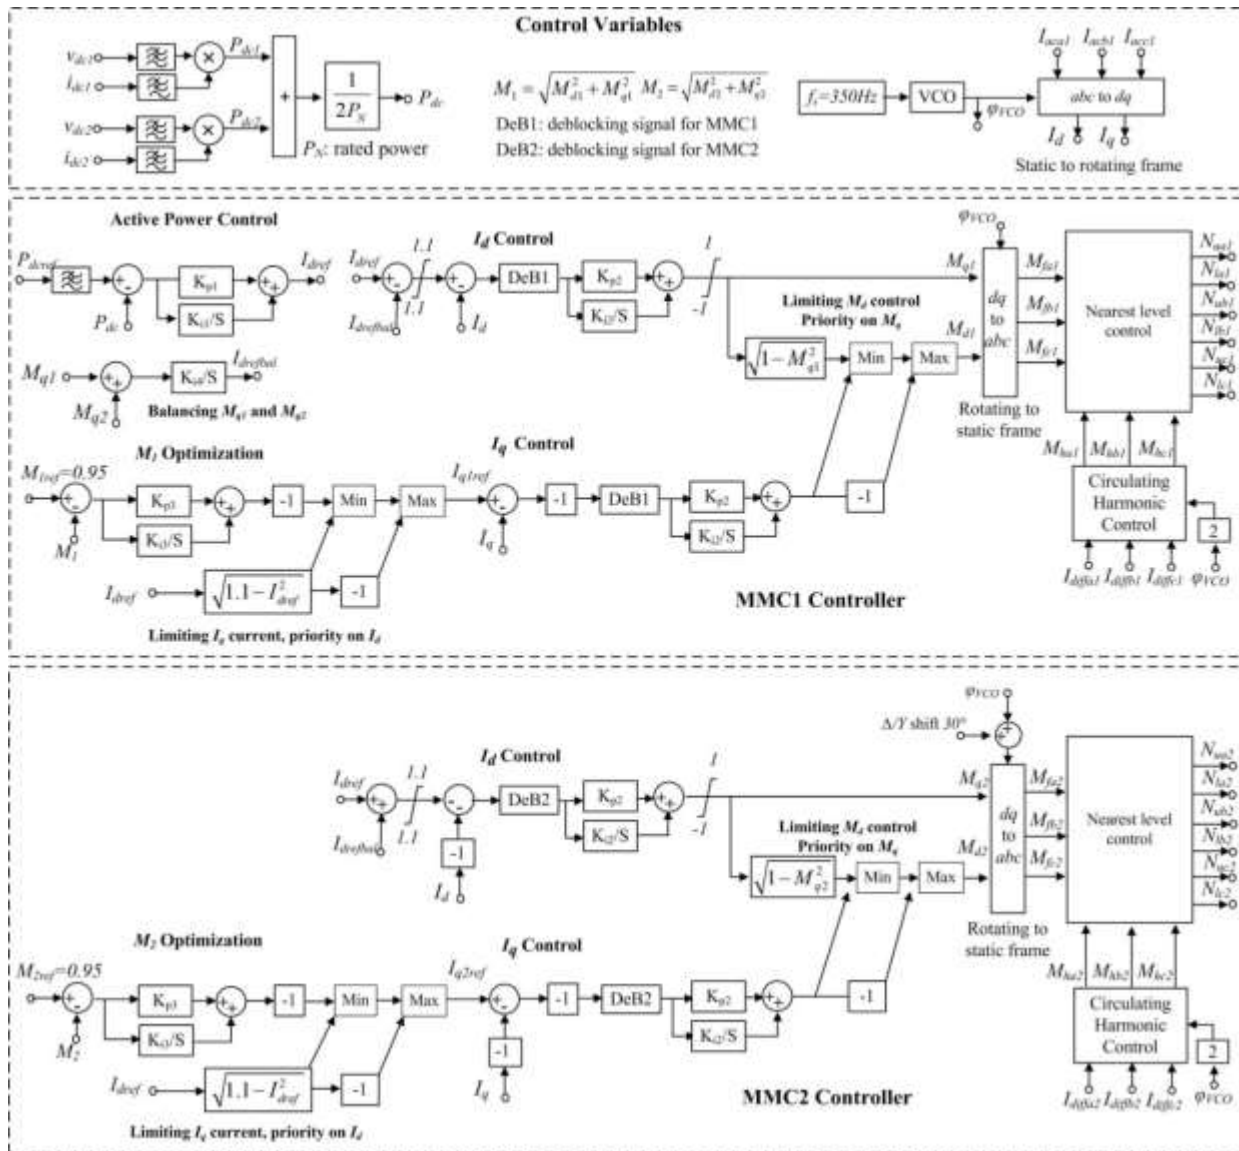 Control Variables
v_dc1
P_dc1
i_dc1
v_dc2
P_dc2
i_dc2
×
×
+
1
2P_N
P_dc
P_N: rated power
M_1 = √(M_d1^2 + M_q1^2) M_2 =
DeB1: deblocking signal for MMC1
DeB2: deblocking signal for MMC2
VCO
φ_VCO
I_aca1 I_acb1 I_acc1
abc to dq
I_d I_q
Static to rotating frame
Active Power Control
P_dcref
+
-
P_dc
K_p1
K_i1/S
+
+
I_dref
I_d Control
I_dref
+
-
I_drefbal
1.1
1.1
+
-
I_d
DeB1
K_p2
K_i2/S
+
+
1
-1
Limiting M_d control
Priority on M_q
√(1-M_q1^2)
Min
Max
M_q1
M_d1
φ_VCO
dq
to
abc
M_fa1
M_fb1
M_fc1
Rotating to
static frame
Nearest level
control
N_ua1
N_la1
N_ub1
N_lb1
N_uc1
N_lc1
M_q1
+
+
M_q2
K_i4/S
I_drefbal
Balancing M_q1 and M_q2
M_1 Optimization
M_1ref=0.95
+
-
M_1
K_p3
K_i3/S
+
+
-1
Min
Max
I_q1ref
I_dref
√(1.1-I_dref^2)
-1
Limiting I_q current, priority on I_d
I_q Control
+
-
I_q
-1
DeB1
K_p2
K_i2/S
+
+
-1
M_ha1 M_hb1 M_hc1
Circulating
Harmonic
Control
2
I_diffa1 I_diffb1 I_diffc1 φ_VCO
MMC1 Controller
φ_VCO
Δ/Y shift 30°
+
+
I_d Control
I_dref
+
+
I_drefbal
1.1
1.1
-
-
-1
I_d
DeB2
K_p2
K_i2/S
+
+
1
-1
Limiting M_d control
Priority on M_q
√(1-M_q2^2)
Min
Max
M_q2
M_d2
dq
to
abc
M_fa2
M_fb2
M_fc2
Rotating to
static frame
Nearest level
control
N_ua2
N_la2
N_ub2
N_lb2
N_uc2
N_lc2
M_2 Optimization
M_2ref=0.95
+
-
M_2
K_p3
K_i3/S
+
+
-1
Min
Max
I_q2ref
I_dref
√(1.1-I_dref^2)
-1
Limiting I_q current, priority on I_d
I_q Control
+
-
-1
I_q
-1
DeB2
K_p2
K_i2/S
+
+
-1
M_ha2 M_hb2 M_hc2
Circulating
Harmonic
Control
2
I_diffa2 I_diffb2 I_diffc2 φ_VCO
MMC2 Controller